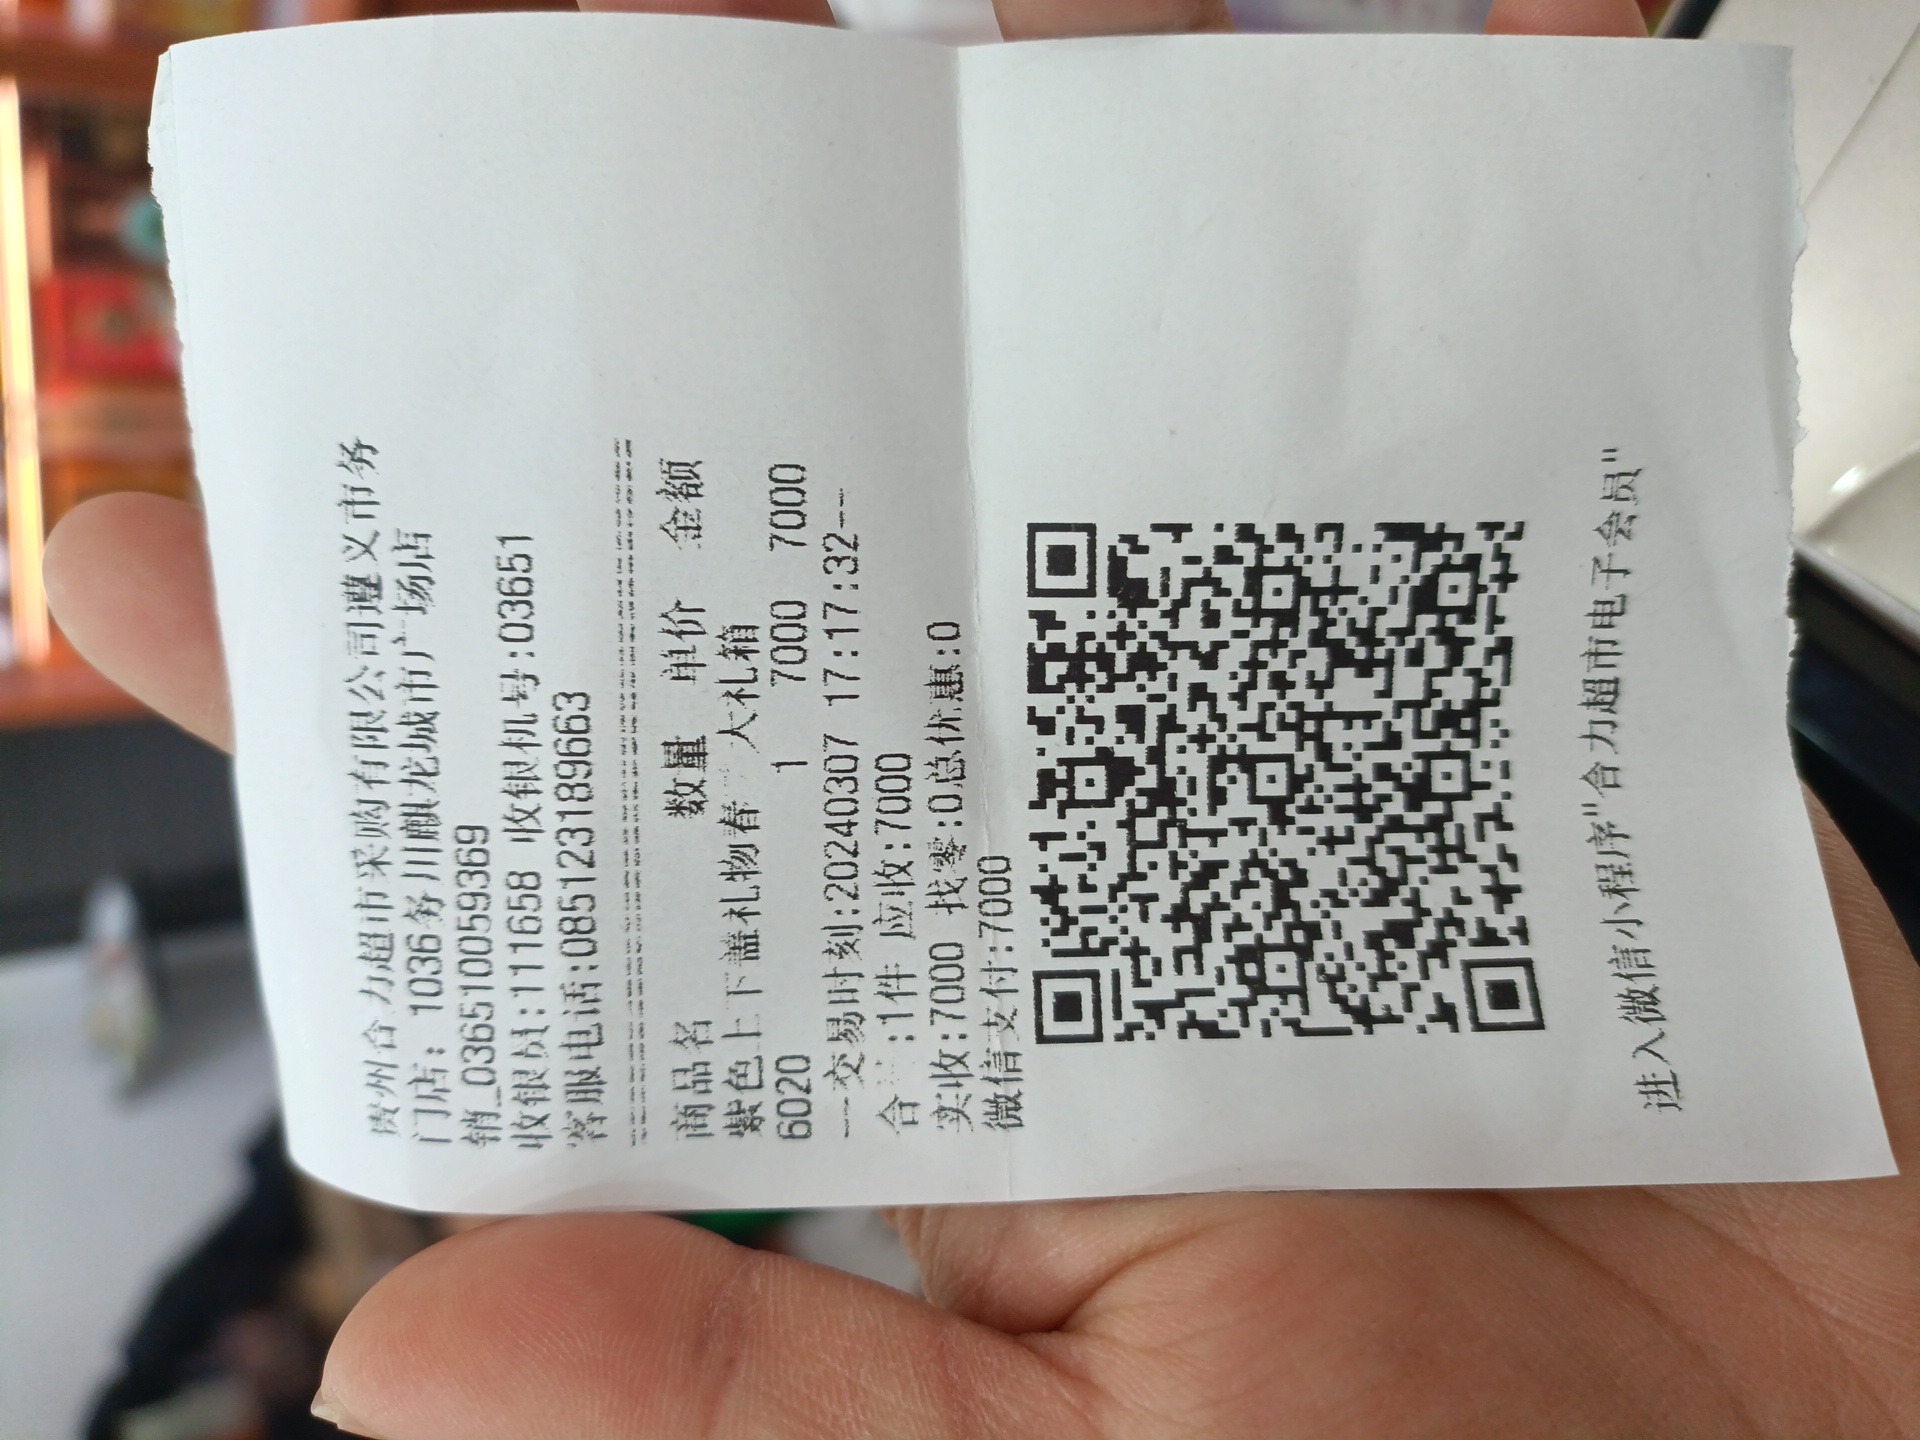 贵州合力超市采购有限公司遵义市务
门店: 1036务川麒龙城市广场店
销_036510059369
收银员:111658 收银机号:03651
客服电话:085123189663
商品名 数量 单价 金额
紫色上下盖礼物春 大礼箱
6020 1 7000 7000
--交易时刻:20240307 17:17:32--
合 :1件 应收:7000
实收:7000 找零:0总优惠:0
微信支付:7000
进入微信小程序"合力超市电子会员"